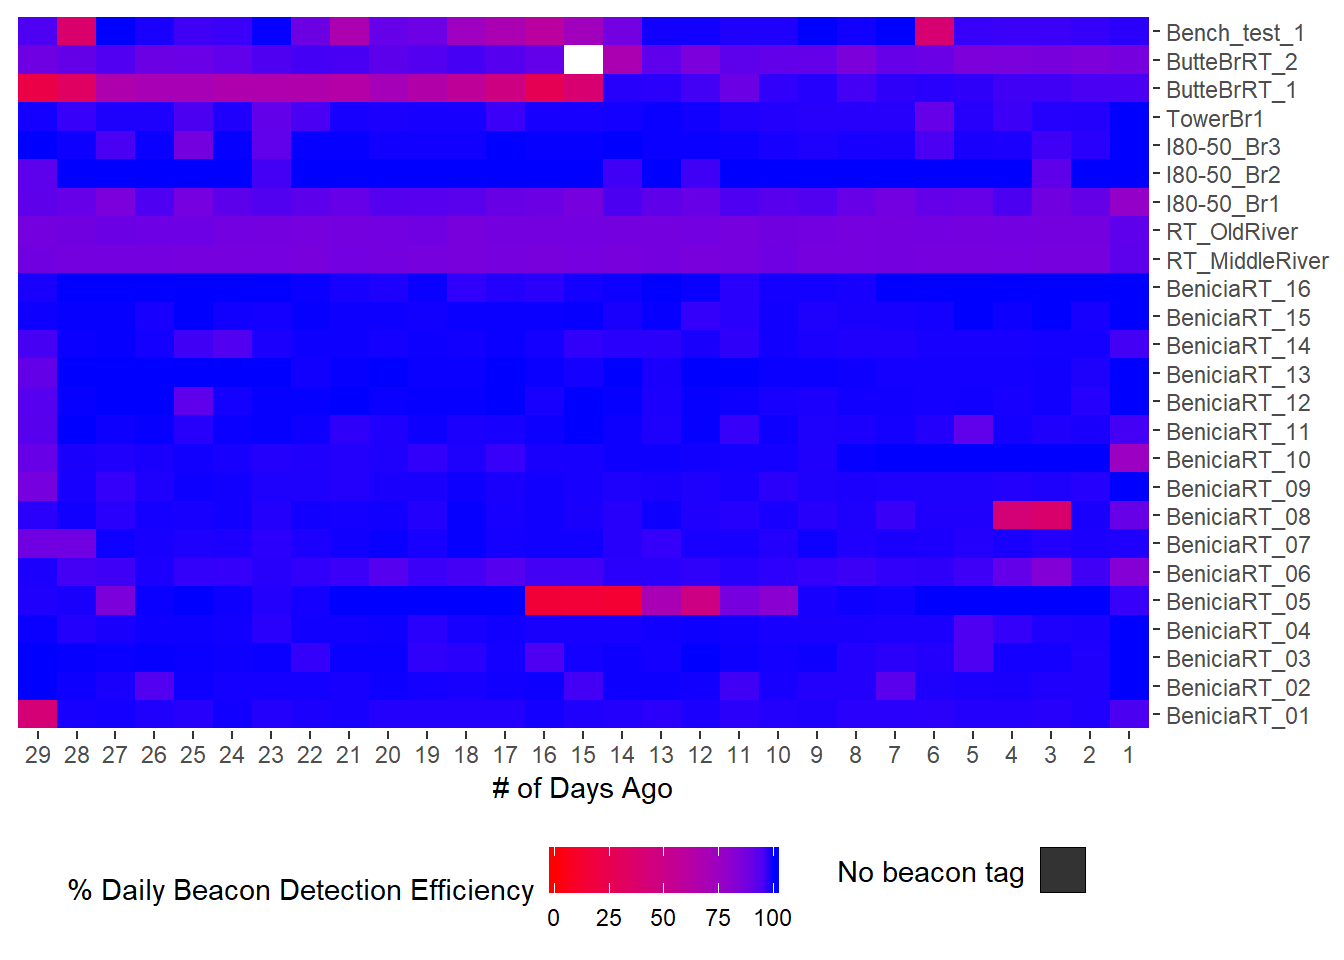 Bench_test_1
ButteBrRT_2
ButteBrRT_1
TowerBr1
I80-50_Br3
I80-50_Br2
I80-50_Br1
RT_OldRiver
RT_MiddleRiver
BeniciaRT_16
BeniciaRT_15
BeniciaRT_14
BeniciaRT_13
BeniciaRT_12
BeniciaRT_11
BeniciaRT_10
BeniciaRT_09
BeniciaRT_08
BeniciaRT_07
BeniciaRT_06
BeniciaRT_05
BeniciaRT_04
BeniciaRT_03
BeniciaRT_02
BeniciaRT_01
29 28 27 26 25 24 23 22 21 20 19 18 17 16 15 14 13 12 11 10 9 8 7 6 5 4 3 2 1
# of Days Ago
% Daily Beacon Detection Efficiency
0 25 50 75 100
No beacon tag